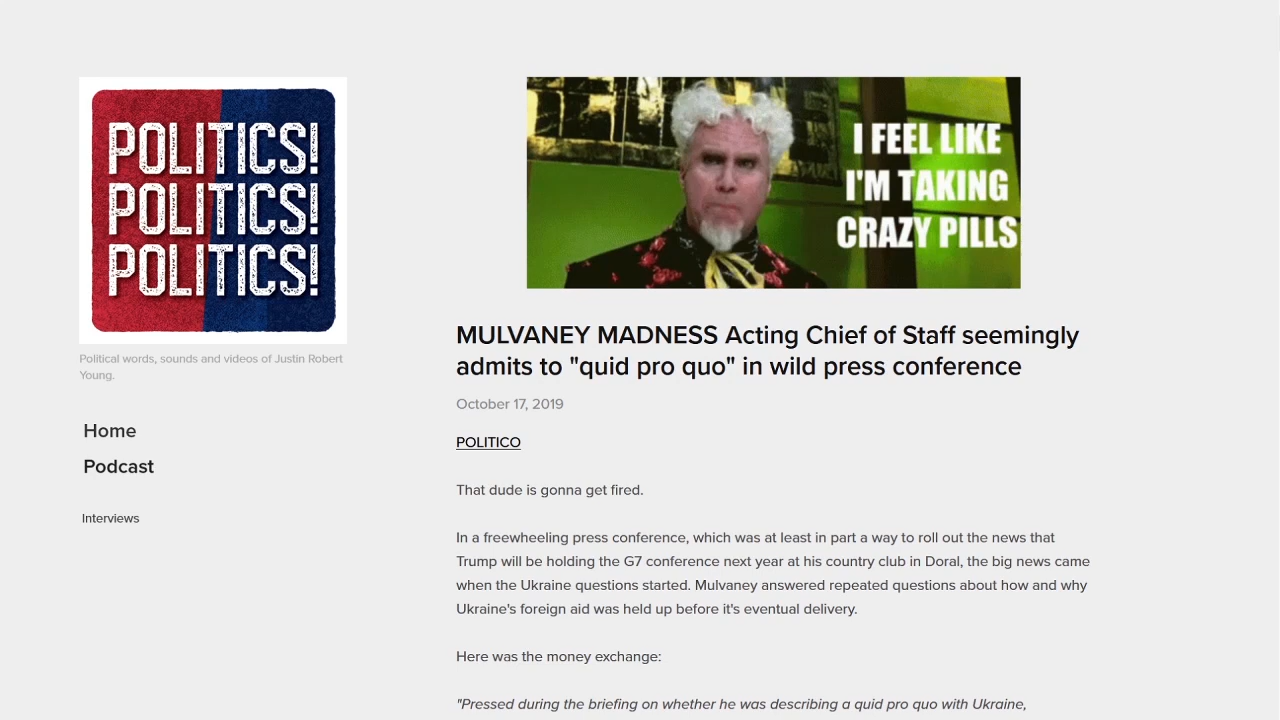 POLITICS!
POLITICS!
POLITICS!
Political words, sounds and videos of Justin Robert
Young.
Home
Podcast
Interviews
I FEEL LIKE
I'M TAKING
CRAZY PILLS
MULVANEY MADNESS Acting Chief of Staff seemingly
admits to "quid pro quo" in wild press conference
October 17, 2019
POLITICO
That dude is gonna get fired.
In a freewheeling press conference, which was at least in part a way to roll out the news that
Trump will be holding the G7 conference next year at his country club in Doral, the big news came
when the Ukraine questions started. Mulvaney answered repeated questions about how and why
Ukraine's foreign aid was held up before it's eventual delivery.
Here was the money exchange:
"Pressed during the briefing on whether he was describing a quid pro quo with Ukraine,